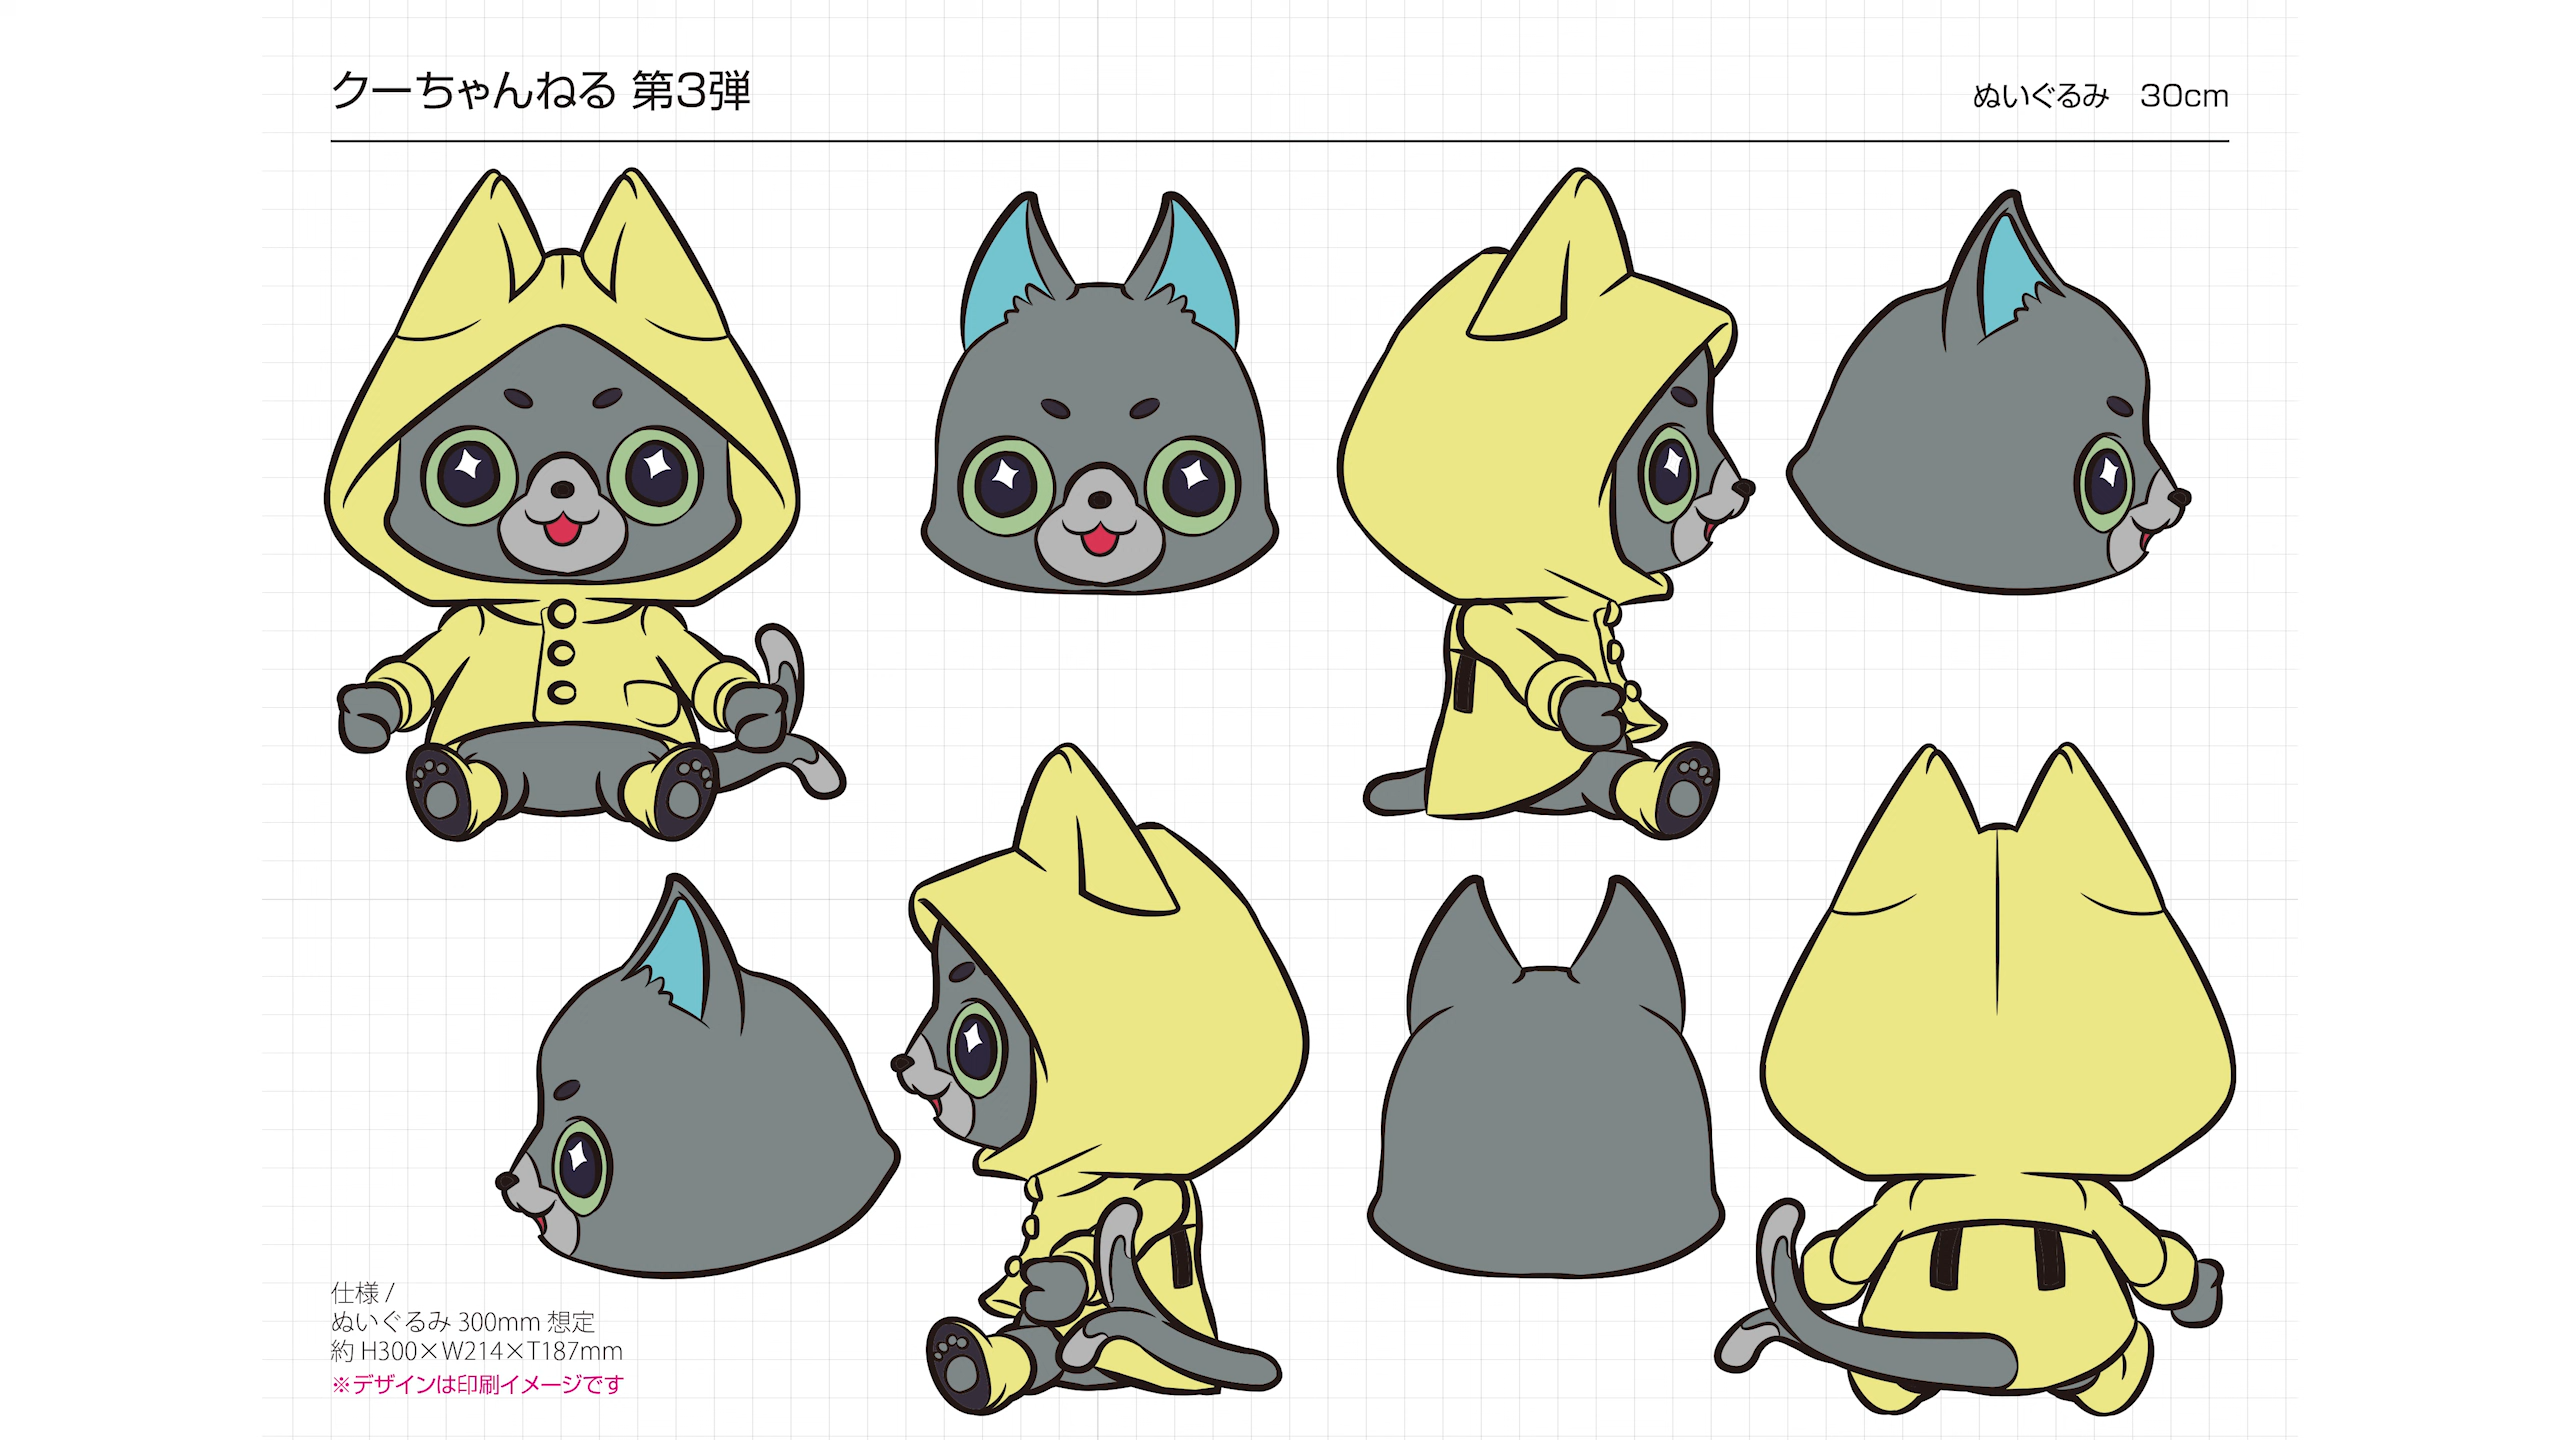 クーちゃんねる 第3弾
ぬいぐるみ　30cm
仕様 /
ぬいぐるみ 300mm 想定
約 H300×W214×T187mm
※デザインは印刷イメージです